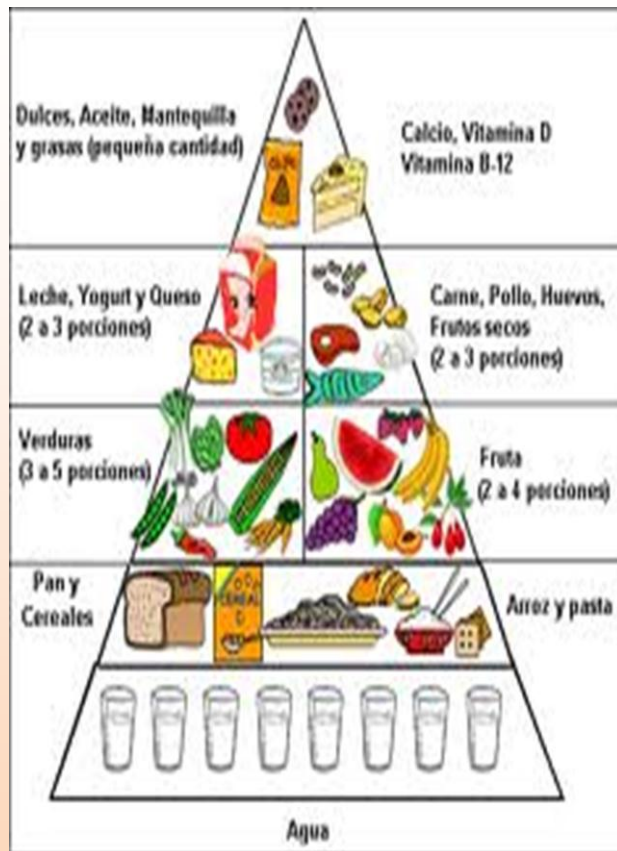 Dulces, Aceite, Mantequilla
y grasas (pequeña cantidad)
Calcio, Vitamina D
Vitamina B-12
Leche, Yogurt y Queso
(2 a 3 porciones)
Carne, Pollo, Huevos,
Frutos secos
(2 a 3 porciones)
Verduras
(3 a 5 porciones)
Fruta
(2 a 4 porciones)
Pan y
Cereales
CEREAL
Arroz y pasta
Agua